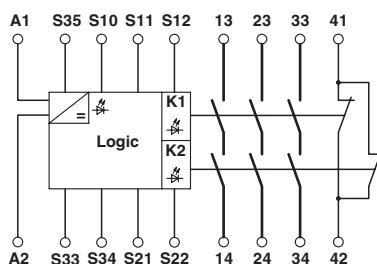 A1 S35 S10 S11 S12 13 23 33 41
K1
=
Logic
K2
A2 S33 S34 S21 S22 14 24 34 42